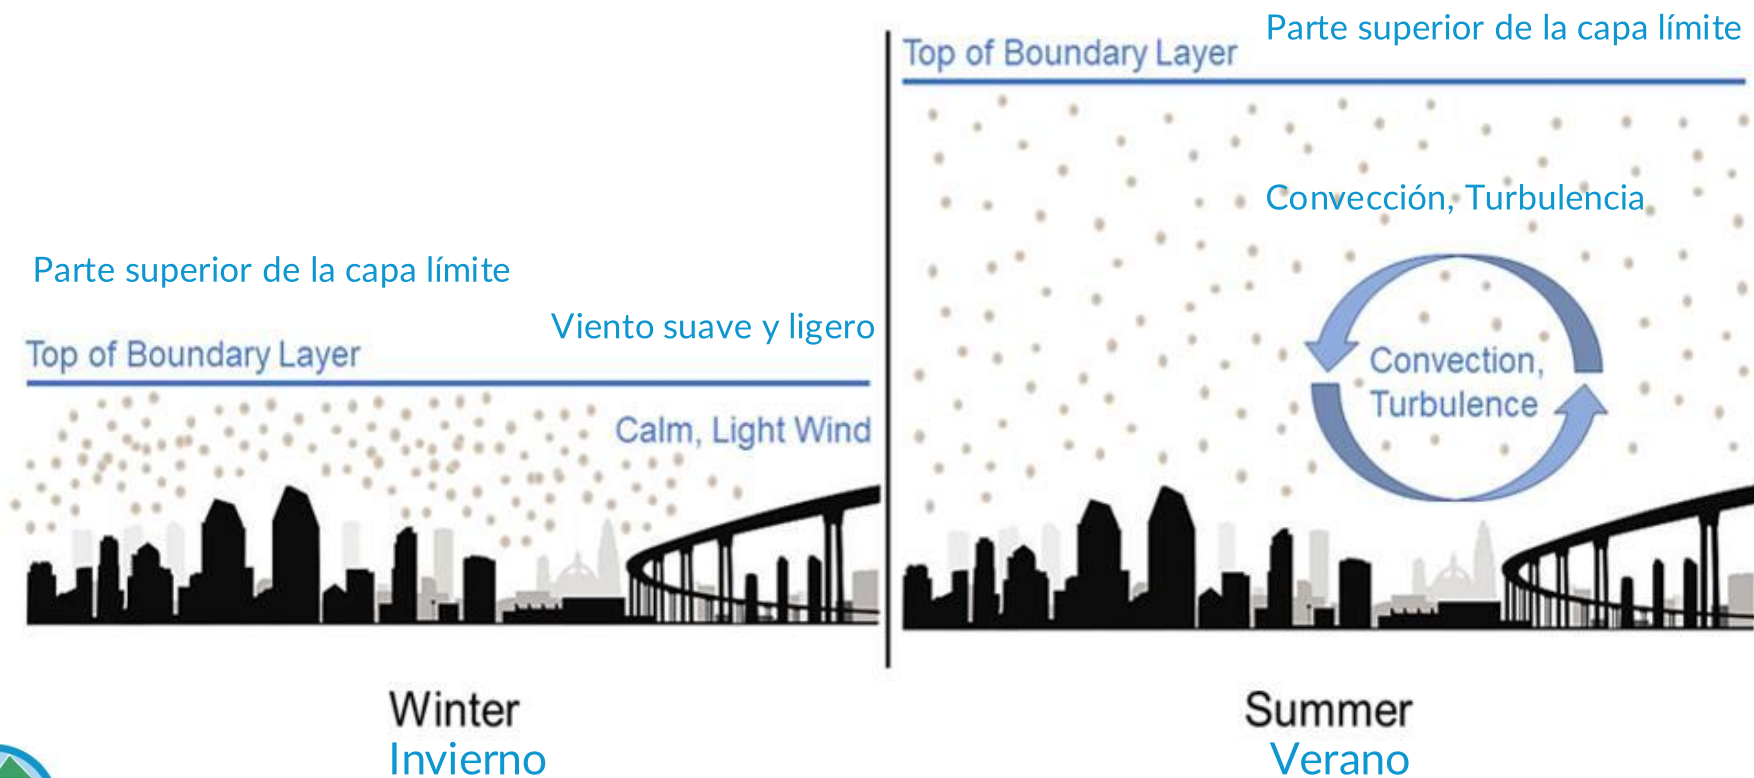 Parte superior de la capa límite
Viento suave y ligero
Top of Boundary Layer
Calm, Light Wind
Winter
Invierno
Parte superior de la capa límite
Top of Boundary Layer
Convección, Turbulencia
Convection,
Turbulence
Summer
Verano